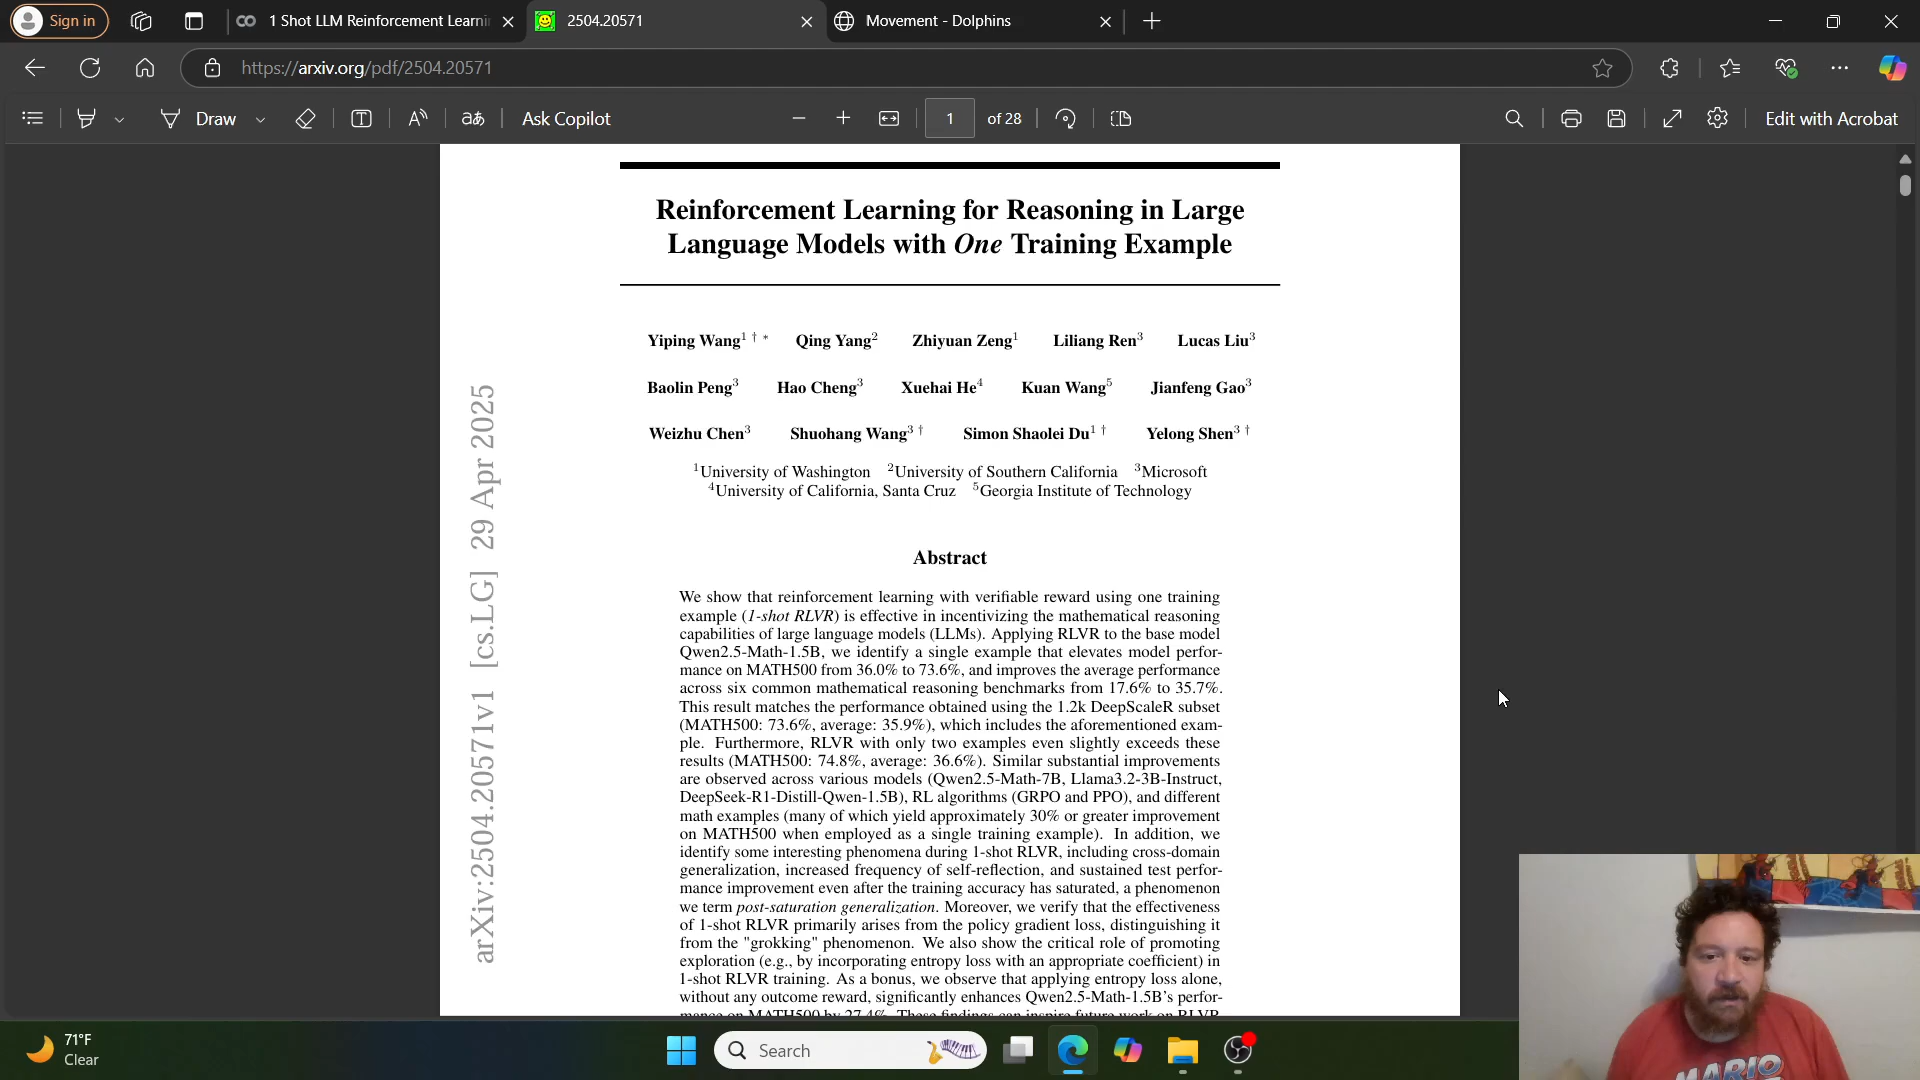 Sign in
1 Shot LLM Reinforcement Learni
2504.20571
Movement - Dolphins
https://arxiv.org/pdf/2504.20571
Draw
Ask Copilot
1 of 28
Edit with Acrobat
Reinforcement Learning for Reasoning in Large
Language Models with One Training Example
Yiping Wang1 † * Qing Yang2 Zhiyuan Zeng1 Liliang Ren3 Lucas Liu3
Baolin Peng3 Hao Cheng3 Xuehai He4 Kuan Wang5 Jianfeng Gao3
Weizhu Chen3 Shuohang Wang3 † Simon Shaolei Du1 † Yelong Shen3 †
1University of Washington 2University of Southern California 3Microsoft
4University of California, Santa Cruz 5Georgia Institute of Technology
arXiv:2504.20571v1 [cs.LG] 29 Apr 2025
Abstract
We show that reinforcement learning with verifiable reward using one training
example (1-shot RLVR) is effective in incentivizing the mathematical reasoning
capabilities of large language models (LLMs). Applying RLVR to the base model
Qwen2.5-Math-1.5B, we identify a single example that elevates model perfor-
mance on MATH500 from 36.0% to 73.6%, and improves the average performance
across six common mathematical reasoning benchmarks from 17.6% to 35.7%.
This result matches the performance obtained using the 1.2k DeepScaleR subset
(MATH500: 73.6%, average: 35.9%), which includes the aforementioned exam-
ple. Furthermore, RLVR with only two examples even slightly exceeds these
results (MATH500: 74.8%, average: 36.6%). Similar substantial improvements
are observed across various models (Qwen2.5-Math-7B, Llama3.2-3B-Instruct,
DeepSeek-R1-Distill-Qwen-1.5B), RL algorithms (GRPO and PPO), and different
math examples (many of which yield approximately 30% or greater improvement
on MATH500 when employed as a single training example). In addition, we
identify some interesting phenomena during 1-shot RLVR, including cross-domain
generalization, increased frequency of self-reflection, and sustained test perfor-
mance improvement even after the training accuracy has saturated, a phenomenon
we term post-saturation generalization. Moreover, we verify that the effectiveness
of 1-shot RLVR primarily arises from the policy gradient loss, distinguishing it
from the "grokking" phenomenon. We also show the critical role of promoting
exploration (e.g., by incorporating entropy loss with an appropriate coefficient) in
1-shot RLVR training. As a bonus, we observe that applying entropy loss alone,
without any outcome reward, significantly enhances Qwen2.5-Math-1.5B's perfor-
mance on MATH500 by 27.4%. These findings can inspire future work on RLVR
71°F
Clear
Search
MARIO